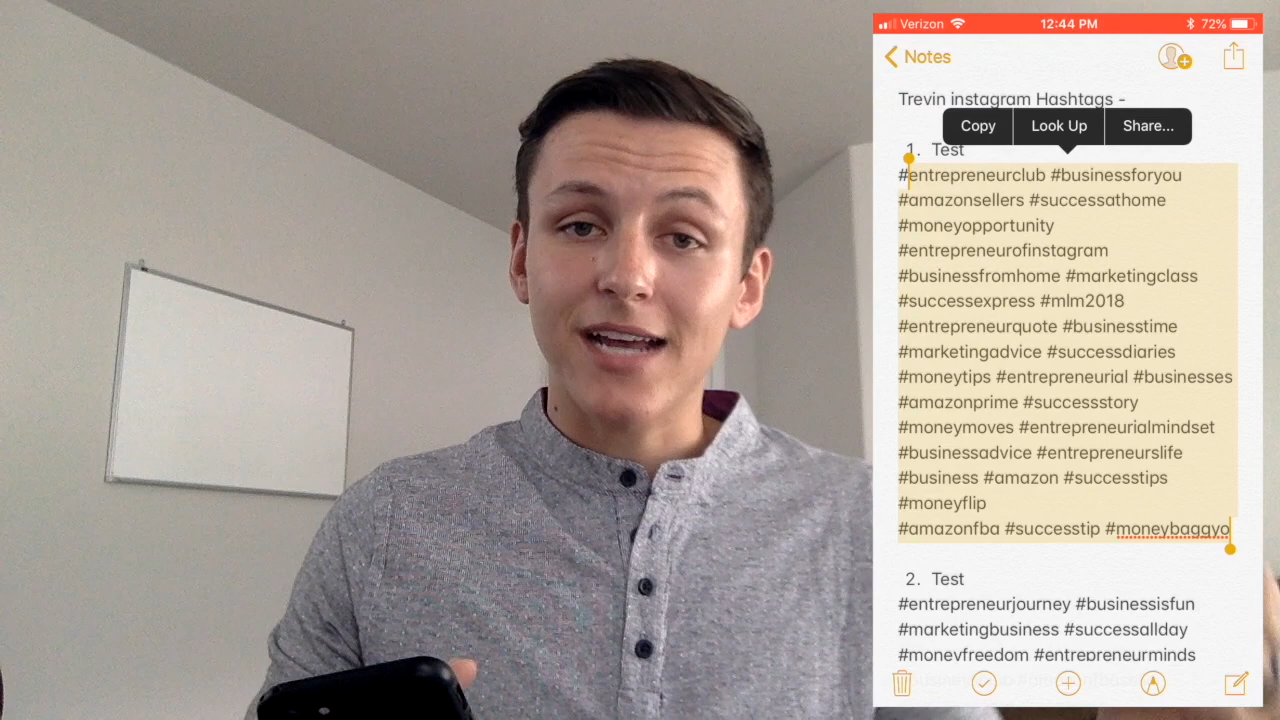 Verizon 12:44 PM 72%
Notes
Trevin instagram Hashtags -
Copy Look Up Share...
1. Test
#entrepreneurclub #businessforyou
#amazonsellers #successathome
#moneyopportunity
#entrepreneurofinstagram
#businessfromhome #marketingclass
#successexpress #mlm2018
#entrepreneurquote #businesstime
#marketingadvice #successdiaries
#moneytips #entrepreneurial #businesses
#amazonprime #successstory
#moneymoves #entrepreneurialmindset
#businessadvice #entrepreneurslife
#business #amazon #successtips
#moneyflip
#amazonfba #successtip #moneybaggyo
2. Test
#entrepreneurjourney #businessisfun
#marketingbusiness #successallday
#moneyfreedom #entrepreneurminds